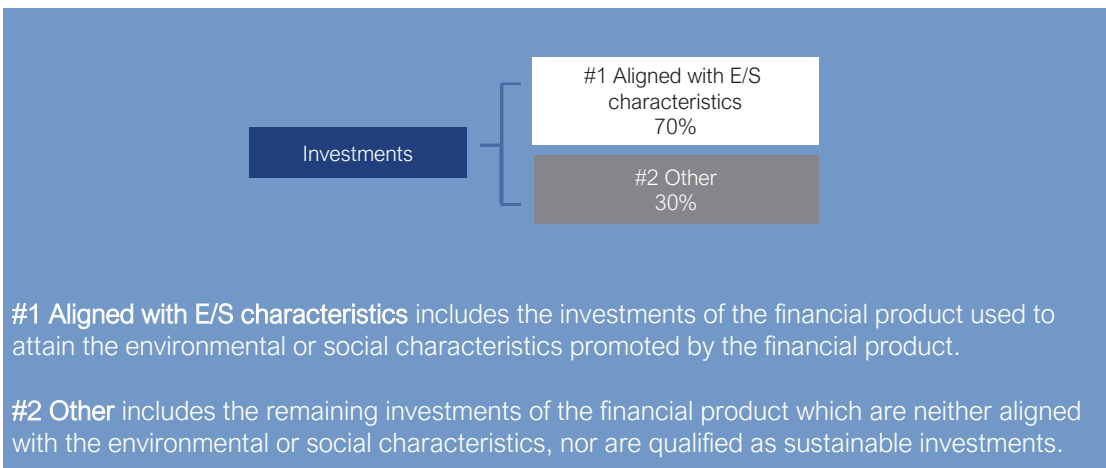 #1 Aligned with E/S
characteristics
70%
Investments
#2 Other
30%
#1 Aligned with E/S characteristics includes the investments of the financial product used to
attain the environmental or social characteristics promoted by the financial product.
#2 Other includes the remaining investments of the financial product which are neither aligned
with the environmental or social characteristics, nor are qualified as sustainable investments.